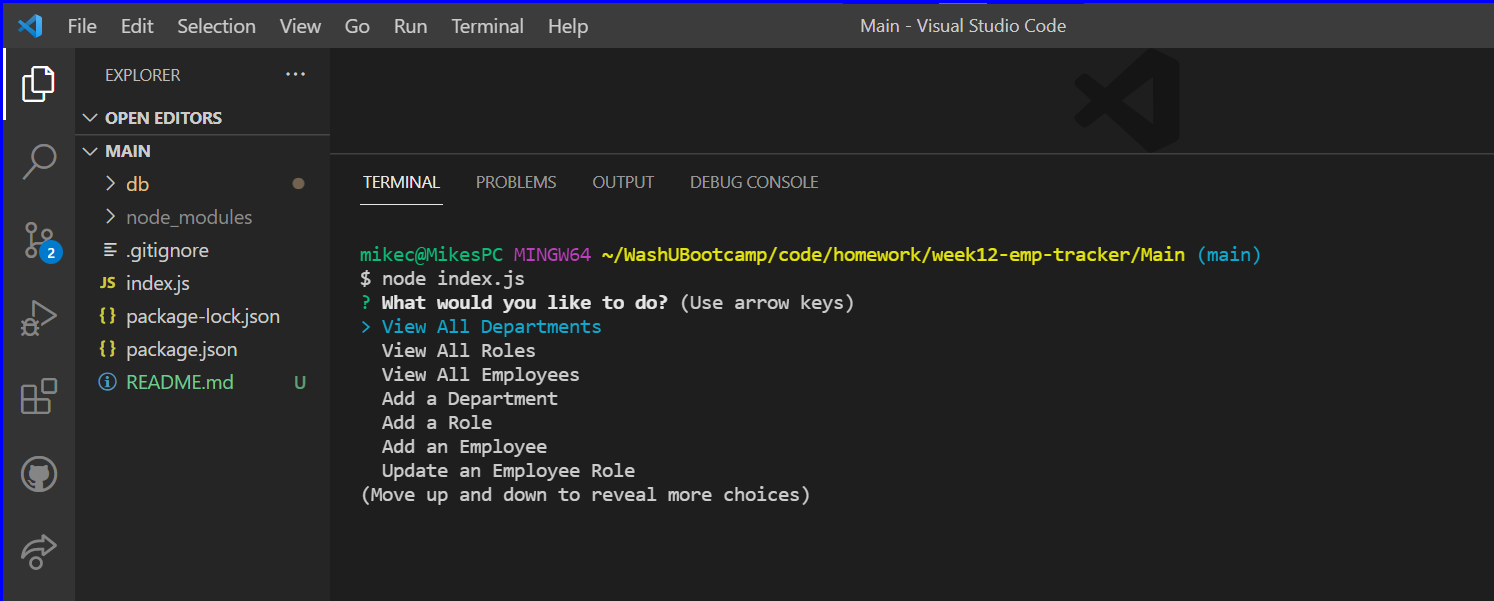 File Edit Selection View Go Run Terminal Help Main - Visual Studio Code
EXPLORER ...
OPEN EDITORS
MAIN
db
node_modules
.gitignore
JS index.js
{} package-lock.json
{} package.json
README.md U
2
TERMINAL PROBLEMS OUTPUT DEBUG CONSOLE
mikec@MikesPC MINGW64 ~/WashUBootcamp/code/homework/week12-emp-tracker/Main (main)
$ node index.js
? What would you like to do? (Use arrow keys)
> View All Departments
View All Roles
View All Employees
Add a Department
Add a Role
Add an Employee
Update an Employee Role
(Move up and down to reveal more choices)